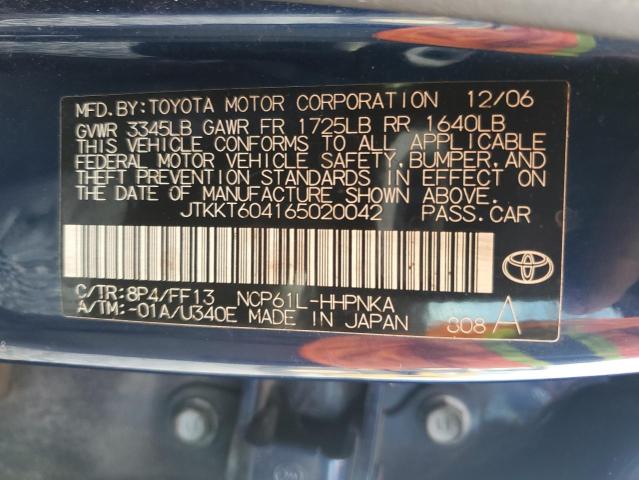 MFD.BY:TOYOTA MOTOR CORPORATION 12/06
GVWR 3345LB GAWR FR 1725LB RR 1640LB
THIS VEHICLE CONFORMS TO ALL APPLICABLE
FEDERAL MOTOR VEHICLE SAFETY, BUMPER, AND
THEFT PREVENTION STANDARDS IN EFFECT ON
THE DATE OF MANUFACTURE SHOWN ABOVE.
JTKKT604165020042 PASS.CAR
C/TR:8P4/FF13 NCP61L-HHPNKA
A/TM:-01A/U340E MADE IN JAPAN 308 A